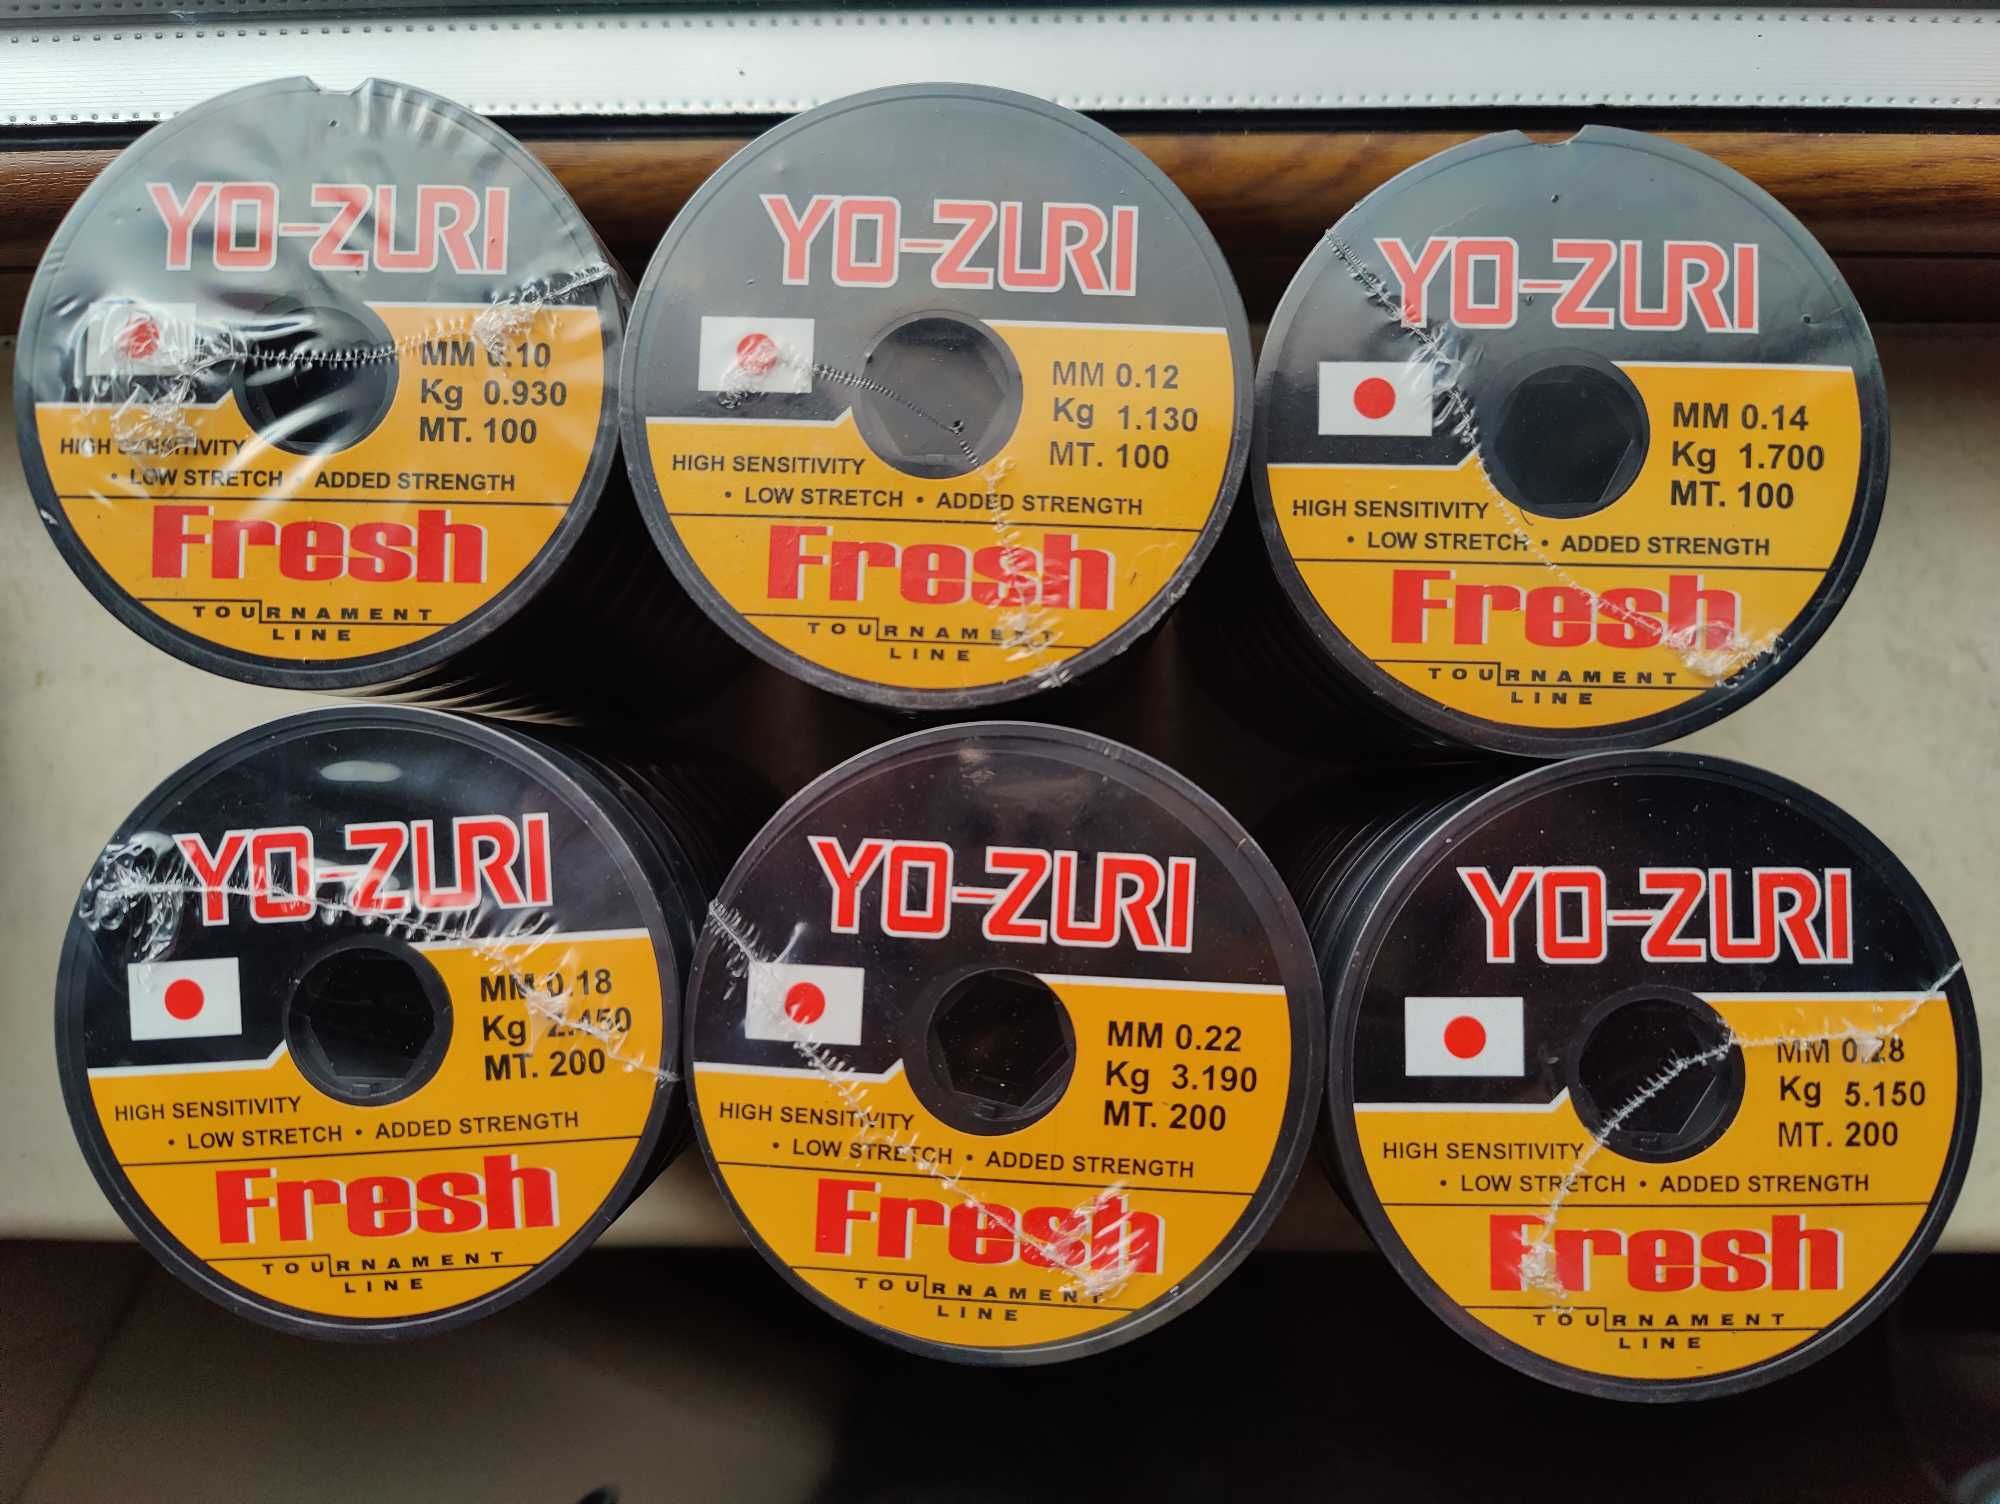 YO-ZURI
MM 0.10
Kg 0.930
MT. 100
HIGH SENSITIVITY
• LOW STRETCH • ADDED STRENGTH
Fresh
TOURNAMENT
LINE
YO-ZURI
MM 0.12
Kg 1.130
MT. 100
HIGH SENSITIVITY
• LOW STRETCH • ADDED STRENGTH
Fresh
TOURNAMENT
LINE
YO-ZURI
MM 0.14
Kg 1.700
MT. 100
HIGH SENSITIVITY
• LOW STRETCH • ADDED STRENGTH
Fresh
TOURNAMENT
LINE
YO-ZURI
MM 0.18
Kg 2.450
MT. 200
HIGH SENSITIVITY
• LOW STRETCH • ADDED STRENGTH
Fresh
TOURNAMENT
LINE
YO-ZURI
MM 0.22
Kg 3.190
MT. 200
HIGH SENSITIVITY
• LOW STRETCH • ADDED STRENGTH
Fresh
TOURNAMENT
LINE
YO-ZURI
MM 0.28
Kg 5.150
MT. 200
HIGH SENSITIVITY
• LOW STRETCH • ADDED STRENGTH
Fresh
TOURNAMENT
LINE